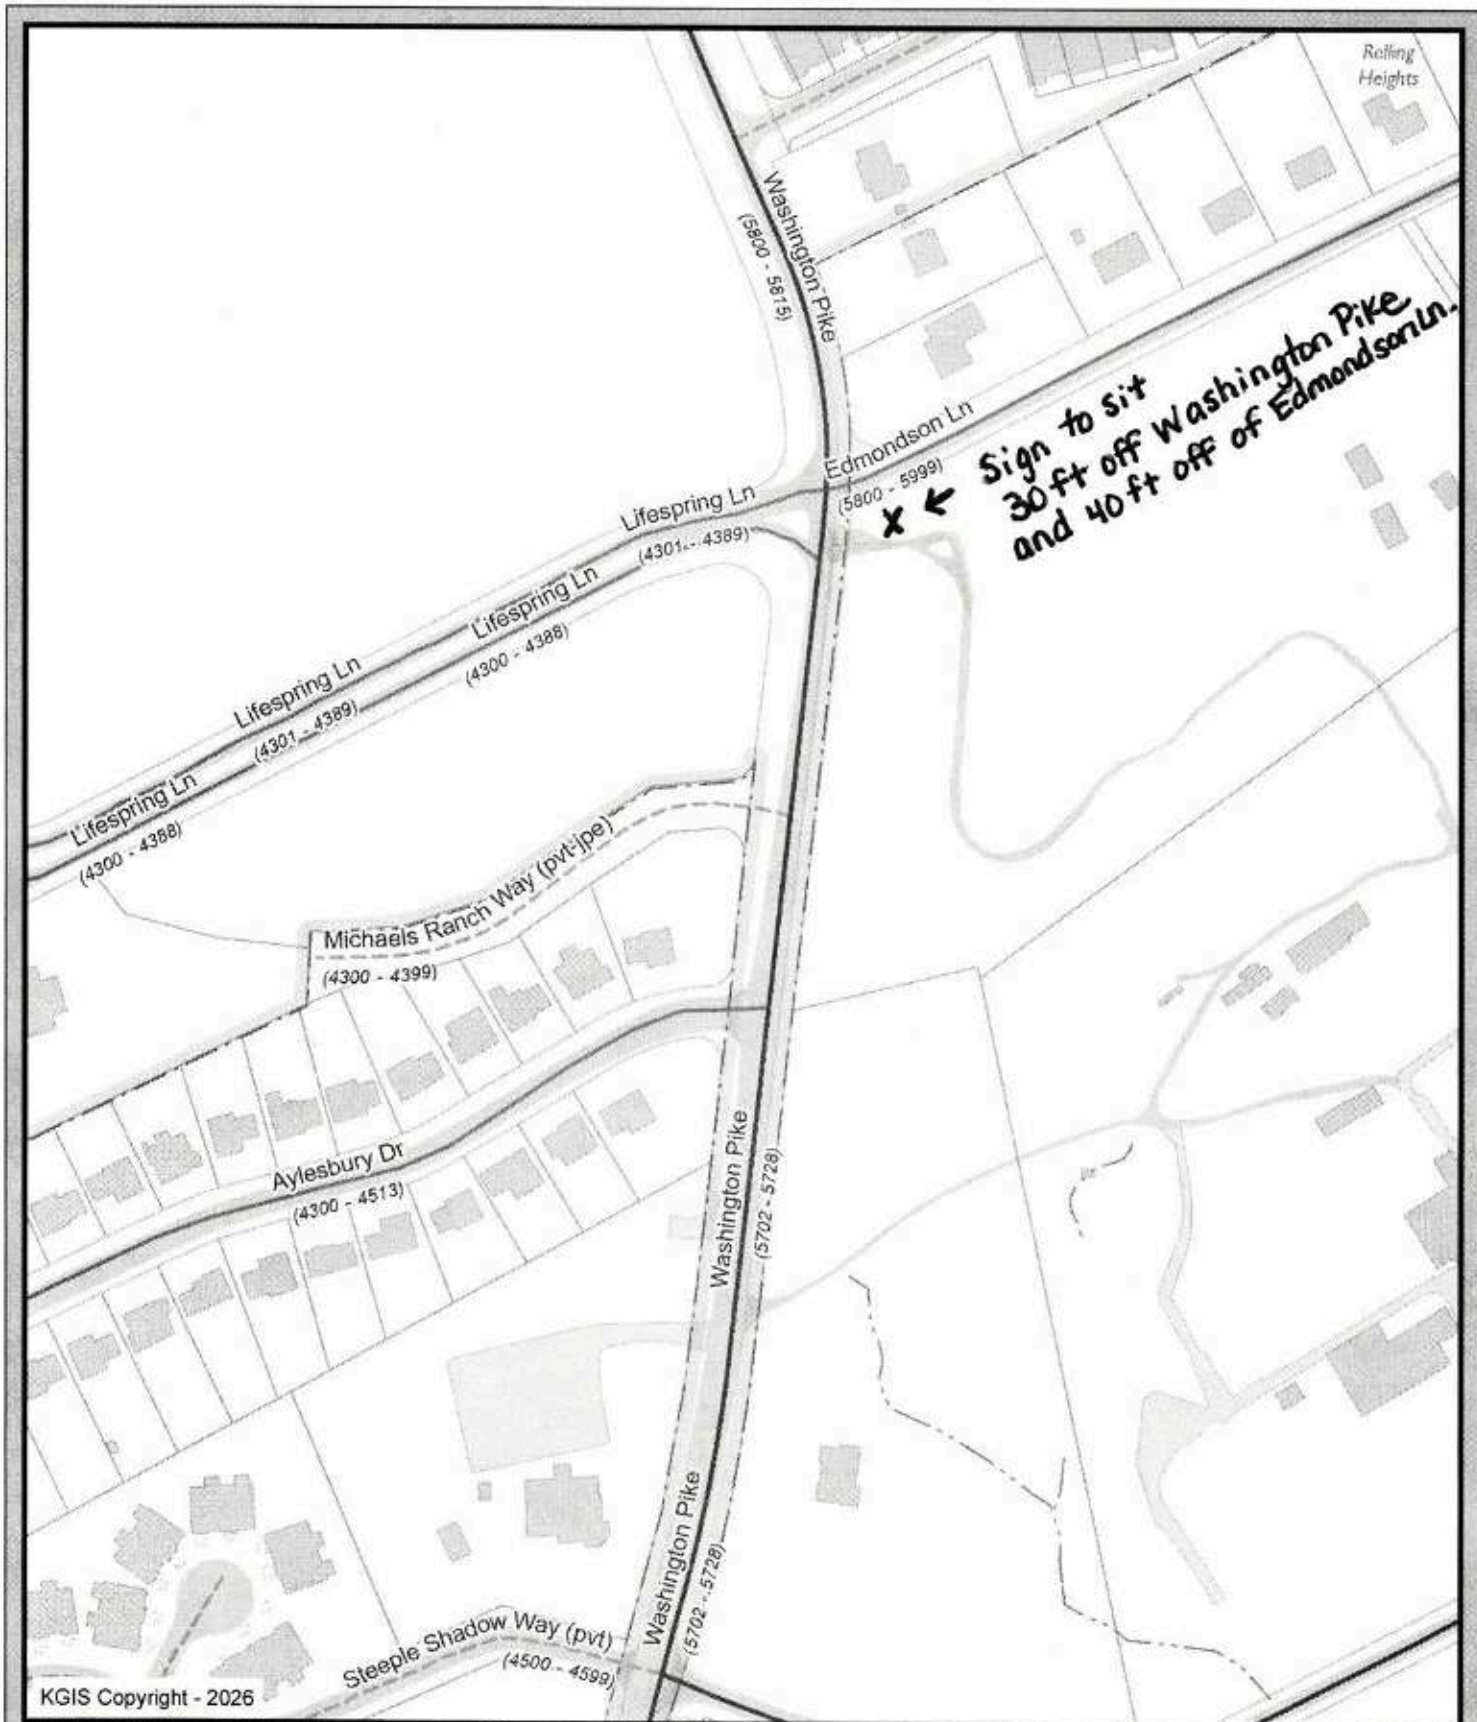 Rolling
Heights
Washington Pike
(5800 - 5815)
Sign to sit
30 ft off Washington Pike
and 40 ft off of Edmondson Ln.
x ←
Edmondson Ln
(5800 - 5999)
Lifespring Ln
(4301 - 4389)
Lifespring Ln
(4300 - 4388)
Lifespring Ln
(4301 - 4389)
Lifespring Ln
(4300 - 4388)
Michaels Ranch Way (pvt-jpe)
(4300 - 4399)
Aylesbury Dr
(4300 - 4513)
Washington Pike
(5702 - 5728)
Washington Pike
(5702 - 5728)
Steeple Shadow Way (pvt)
(4500 - 4599)
KGIS Copyright - 2026